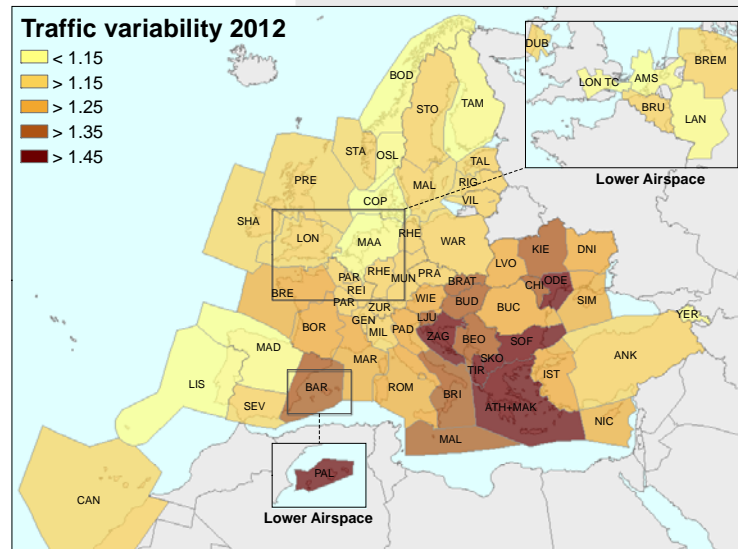 Traffic variability 2012
< 1.15
> 1.15
> 1.25
> 1.35
> 1.45
DUB
BREM
LON TC
AMS
BRU
LAN
Lower Airspace
BOD
STO
TAM
STA
OSL
TAL
PRE
MAL
RIG
COP
VIL
SHA
LON
MAA
RHE
WAR
KIE
DNI
LVO
PAR
RHE
MUN
PRA
BRAT
CHI
ODE
BRE
REI
PAR
WIE
BUD
BUC
SIM
ZUR
LJU
YER
BOR
GEN
MIL
PAD
ZAG
BEO
SOF
MAD
MAR
SKO
ANK
LIS
TIR
IST
BAR
ROM
BRI
SEV
ATH+MAK
NIC
MAL
PAL
CAN
Lower Airspace